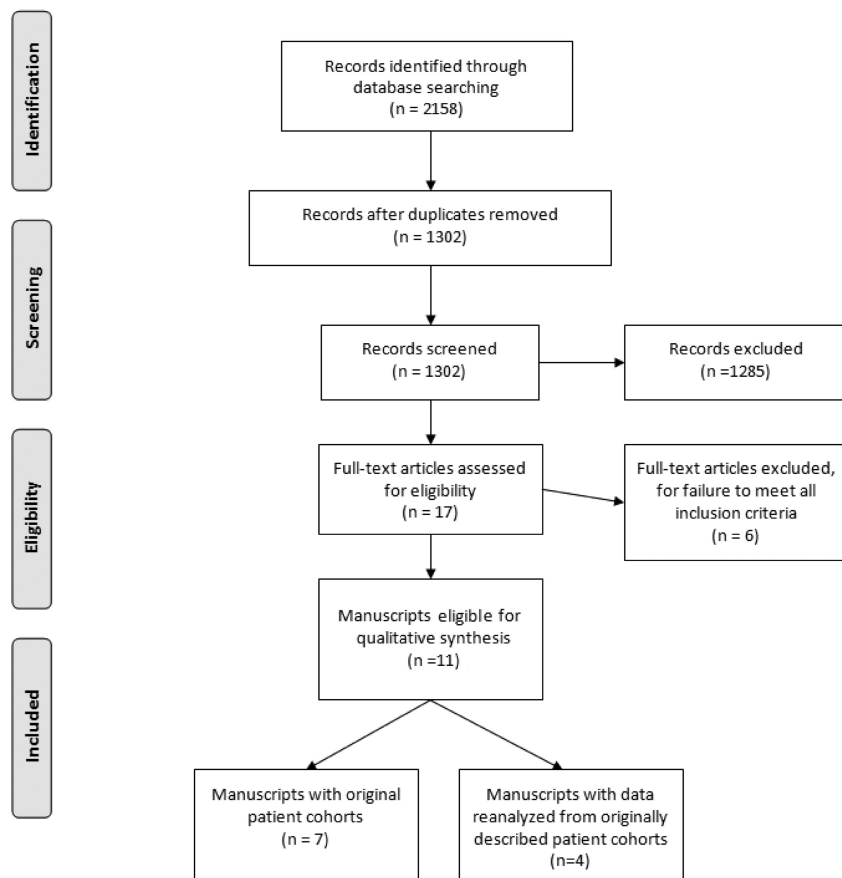 Identification
Records identified through
database searching
(n = 2158)
Records after duplicates removed
(n = 1302)
Screening
Records screened
(n = 1302)
Records excluded
(n =1285)
Eligibility
Full-text articles assessed
for eligibility
(n = 17)
Full-text articles excluded,
for failure to meet all
inclusion criteria
(n = 6)
Manuscripts eligible for
qualitative synthesis
(n =11)
Included
Manuscripts with original
patient cohorts
(n = 7)
Manuscripts with data
reanalyzed from originally
described patient cohorts
(n=4)